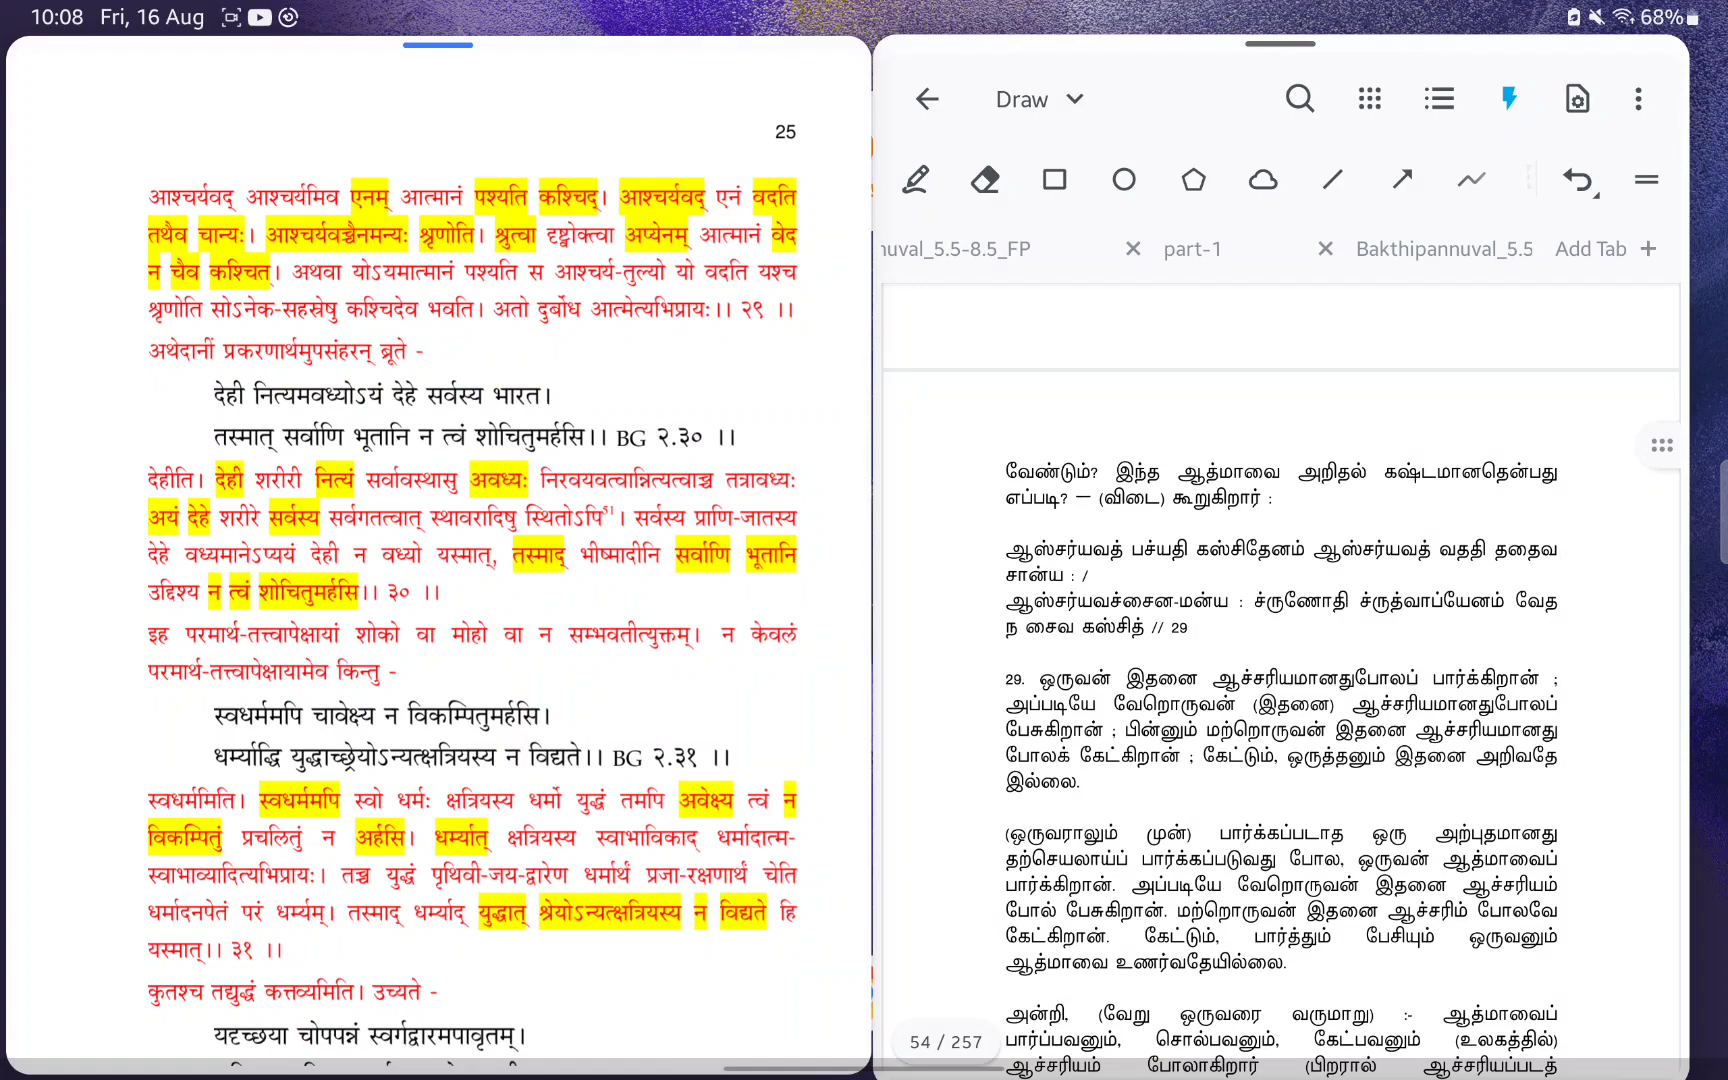 10:08 Fri, 16 Aug
68%
25
आश्चर्यवद् आश्चर्यमिव एनम् आत्मानं पश्यति कश्चिद्। आश्चर्यवद् एनं वदति
तथैव चान्यः। आश्चर्यवच्चैनमन्यः श्रृणोति। श्रुत्वा दृष्ट्वोक्त्वा अप्येनम् आत्मानं वेद
न चैव कश्चित्। अथवा योऽयमात्मानं पश्यति स आश्चर्य-तुल्यो यो वदति यश्च
श्रृणोति सोऽनेक-सहस्रेषु कश्चिदेव भवति। अतो दुर्बोध आत्मेत्यभिप्रायः।। २९ ।।
अथेदानीं प्रकरणार्थमुपसंहरन् ब्रूते -
देही नित्यमवध्योऽयं देहे सर्वस्य भारत।
तस्मात् सर्वाणि भूतानि न त्वं शोचितुमर्हसि।। BG २.३० ।।
देहीति। देही शरीरी नित्यं सर्वावस्थासु अवध्यः निरवयवत्वान्नित्यत्वाच्च तत्रावध्यः
अयं देहे शरीरे सर्वस्य सर्वगतत्वात् स्थावरादिषु स्थितोऽपि51। सर्वस्य प्राणि-जातस्य
देहे वध्यमानेऽप्ययं देही न वध्यो यस्मात्, तस्माद् भीष्मादीनि सर्वाणि भूतानि
उद्दिश्य न त्वं शोचितुमर्हसि।। ३० ।।
इह परमार्थ-तत्त्वापेक्षायां शोको वा मोहो वा न सम्भवतीत्युक्तम्। न केवलं
परमार्थ-तत्त्वापेक्षायामेव किन्तु -
स्वधर्ममपि चावेक्ष्य न विकम्पितुमर्हसि।
धर्म्याद्धि युद्धाच्छ्रेयोऽन्यत्क्षत्रियस्य न विद्यते।। BG २.३१ ।।
स्वधर्ममिति। स्वधर्ममपि स्वो धर्मः क्षत्रियस्य धर्मो युद्धं तमपि अवेक्ष्य त्वं न
विकम्पितुं प्रचलितुं न अर्हसि। धर्म्यात् क्षत्रियस्य स्वाभाविकाद् धर्मादात्म-
स्वाभाव्यादित्यभिप्रायः। तच्च युद्धं पृथिवी-जय-द्वारेण धर्मार्थं प्रजा-रक्षणार्थं चेति
धर्मादनपेतं परं धर्म्यम्। तस्माद् धर्म्याद् युद्धात् श्रेयोऽन्यत्क्षत्रियस्य न विद्यते हि
यस्मात्।। ३१ ।।
कुतश्च तद्युद्धं कत्तव्यमिति। उच्यते -
यदृच्छया चोपपन्नं स्वर्गद्वारमपावृतम्।
Draw
nuval_5.5-8.5_FP part-1 Bakthipannuval_5.5 Add Tab
வேண்டும்? இந்த ஆத்மாவை அறிதல் கஷ்டமானதென்பது
எப்படி? — (விடை) கூறுகிறார் :
ஆஸ்சர்யவத் பச்யதி கஸ்சிதேனம் ஆஸ்சர்யவத் வததி ததைவ
சான்ய : /
ஆஸ்சர்யவச்சைன-மன்ய : ச்ருணோதி ச்ருத்வாப்யேனம் வேத
ந சைவ கஸ்சித் // 29
29. ஒருவன் இதனை ஆச்சரியமானதுபோலப் பார்க்கிறான் ;
அப்படியே வேறொருவன் (இதனை) ஆச்சரியமானதுபோலப்
பேசுகிறான் ; பின்னும் மற்றொருவன் இதனை ஆச்சரியமானது
போலக் கேட்கிறான் ; கேட்டும், ஒருத்தனும் இதனை அறிவதே
இல்லை.
(ஒருவராலும் முன்) பார்க்கப்படாத ஒரு அற்புதமானது
தற்செயலாய்ப் பார்க்கப்படுவது போல, ஒருவன் ஆத்மாவைப்
பார்க்கிறான். அப்படியே வேறொருவன் இதனை ஆச்சரியம்
போல் பேசுகிறான். மற்றொருவன் இதனை ஆச்சரிம் போலவே
கேட்கிறான். கேட்டும், பார்த்தும் பேசியும் ஒருவனும்
ஆத்மாவை உணர்வதேயில்லை.
அன்றி, (வேறு ஒருவரை வருமாறு) :- ஆத்மாவைப்
பார்ப்பவனும், சொல்பவனும், கேட்பவனும் (உலகத்தில்)
ஆச்சரியம் போலாகிறார் (பிறரால் ஆச்சரியப்படத்
54 / 257